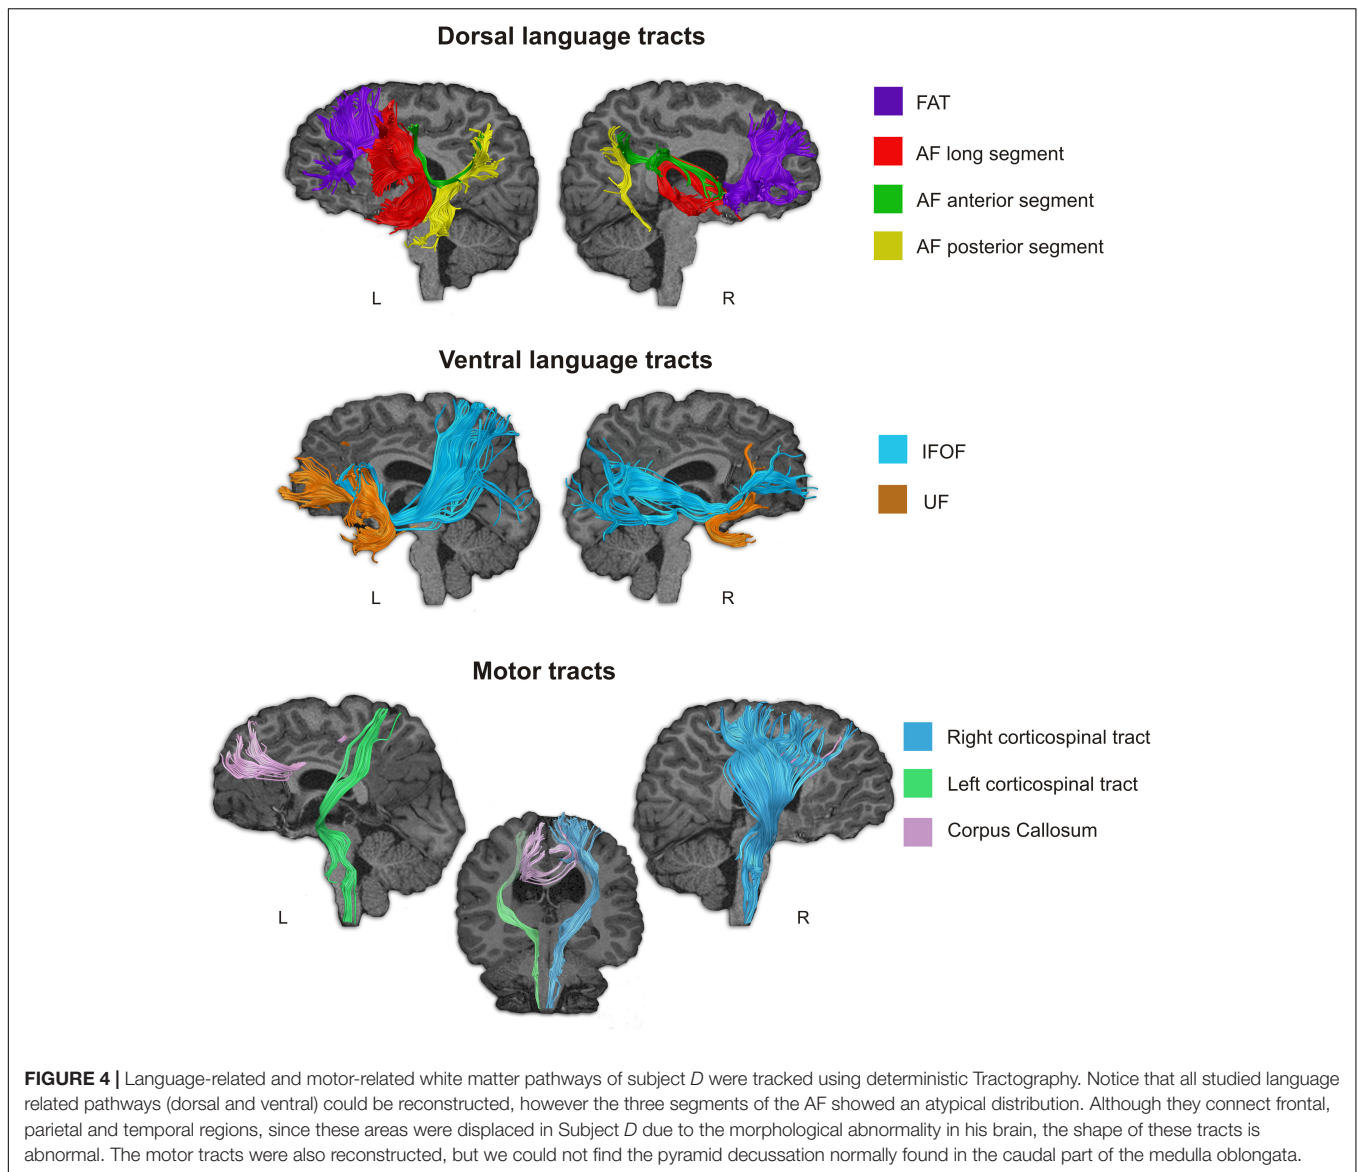 Dorsal language tracts
FAT
AF long segment
AF anterior segment
AF posterior segment
L
R
Ventral language tracts
IFOF
UF
L
R
Motor tracts
Right corticospinal tract
Left corticospinal tract
Corpus Callosum
L
R
FIGURE 4 | Language-related and motor-related white matter pathways of subject D were tracked using deterministic Tractography. Notice that all studied language
related pathways (dorsal and ventral) could be reconstructed, however the three segments of the AF showed an atypical distribution. Although they connect frontal,
parietal and temporal regions, since these areas were displaced in Subject D due to the morphological abnormality in his brain, the shape of these tracts is
abnormal. The motor tracts were also reconstructed, but we could not find the pyramid decussation normally found in the caudal part of the medulla oblongata.